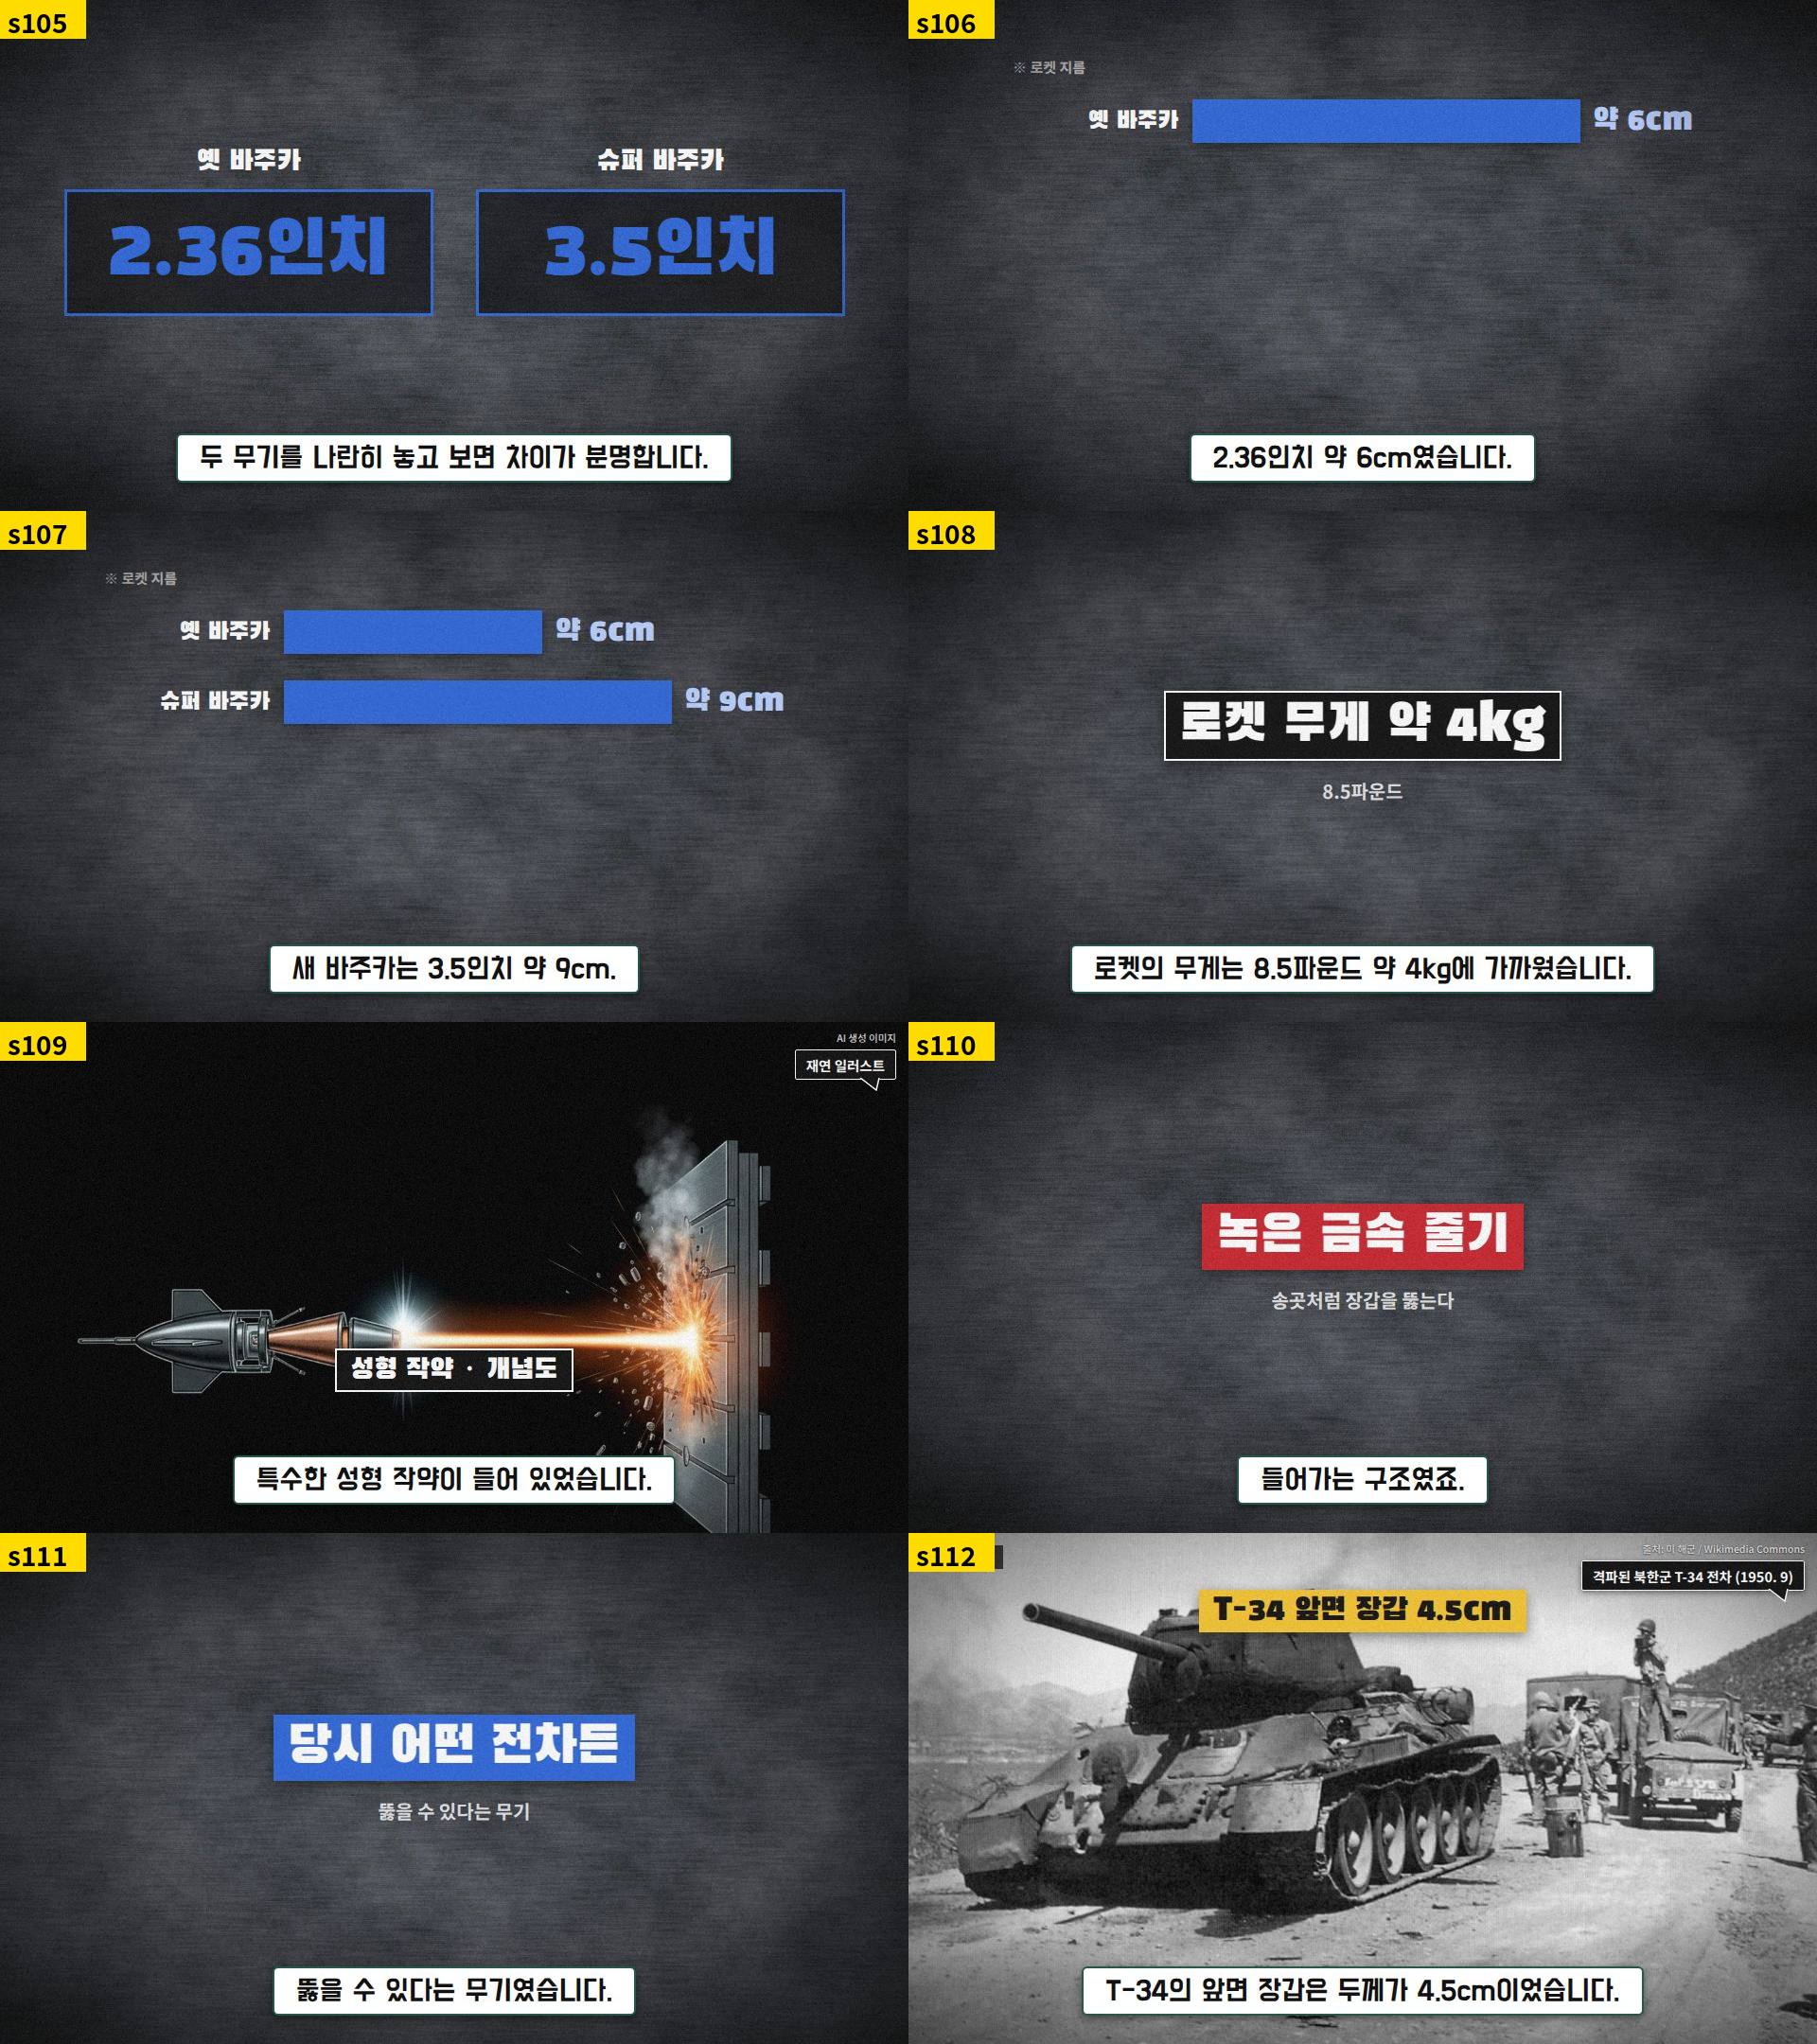 s105
옛 바주카
슈퍼 바주카
2.36인치
3.5인치
두 무기를 나란히 놓고 보면 차이가 분명합니다.
s106
※ 로켓 지름
옛 바주카
약 6cm
2.36인치 약 6cm였습니다.
s107
※ 로켓 지름
옛 바주카
약 6cm
슈퍼 바주카
약 9cm
새 바주카는 3.5인치 약 9cm.
s108
로켓 무게 약 4kg
8.5파운드
로켓의 무게는 8.5파운드 약 4kg에 가까웠습니다.
s109
AI 생성 이미지
재연 일러스트
성형 작약 · 개념도
특수한 성형 작약이 들어 있었습니다.
s110
녹은 금속 줄기
송곳처럼 장갑을 뚫는다
들어가는 구조였죠.
s111
당시 어떤 전차든
뚫을 수 있다는 무기
뚫을 수 있다는 무기였습니다.
s112
출처: 미 해군 / Wikimedia Commons
격파된 북한군 T-34 전차 (1950. 9)
T-34 앞면 장갑 4.5cm
T-34의 앞면 장갑은 두께가 4.5cm이었습니다.